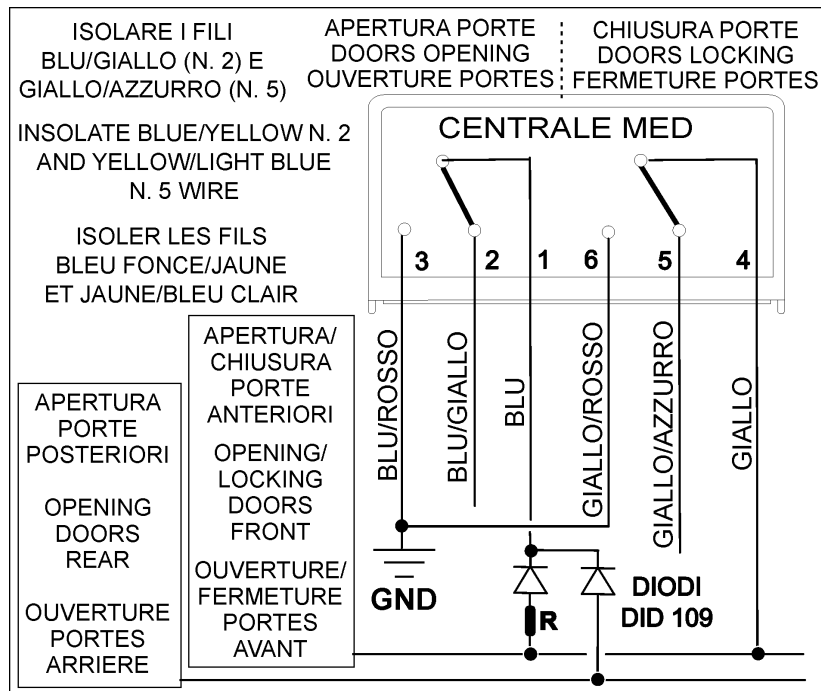 ISOLARE I FILI
BLU/GIALLO (N. 2) E
GIALLO/AZZURRO (N. 5)
INSOLATE BLUE/YELLOW N. 2
AND YELLOW/LIGHT BLUE
N. 5 WIRE
ISOLER LES FILS
BLEU FONCE/JAUNE
ET JAUNE/BLEU CLAIR
APERTURA PORTE
DOORS OPENING
OUVERTURE PORTES
CHIUSURA PORTE
DOORS LOCKING
FERMETURE PORTES
CENTRALE MED
3 2 1 6 5 4
BLU/ROSSO
BLU/GIALLO
BLU
GIALLO/ROSSO
GIALLO/AZZURRO
GIALLO
APERTURA
PORTE
POSTERIORI
OPENING
DOORS
REAR
OUVERTURE
PORTES
ARRIERE
APERTURA/
CHIUSURA
PORTE
ANTERIORI
OPENING/
LOCKING
DOORS
FRONT
OUVERTURE/
FERMETURE
PORTES
AVANT
GND
R
DIODI
DID 109